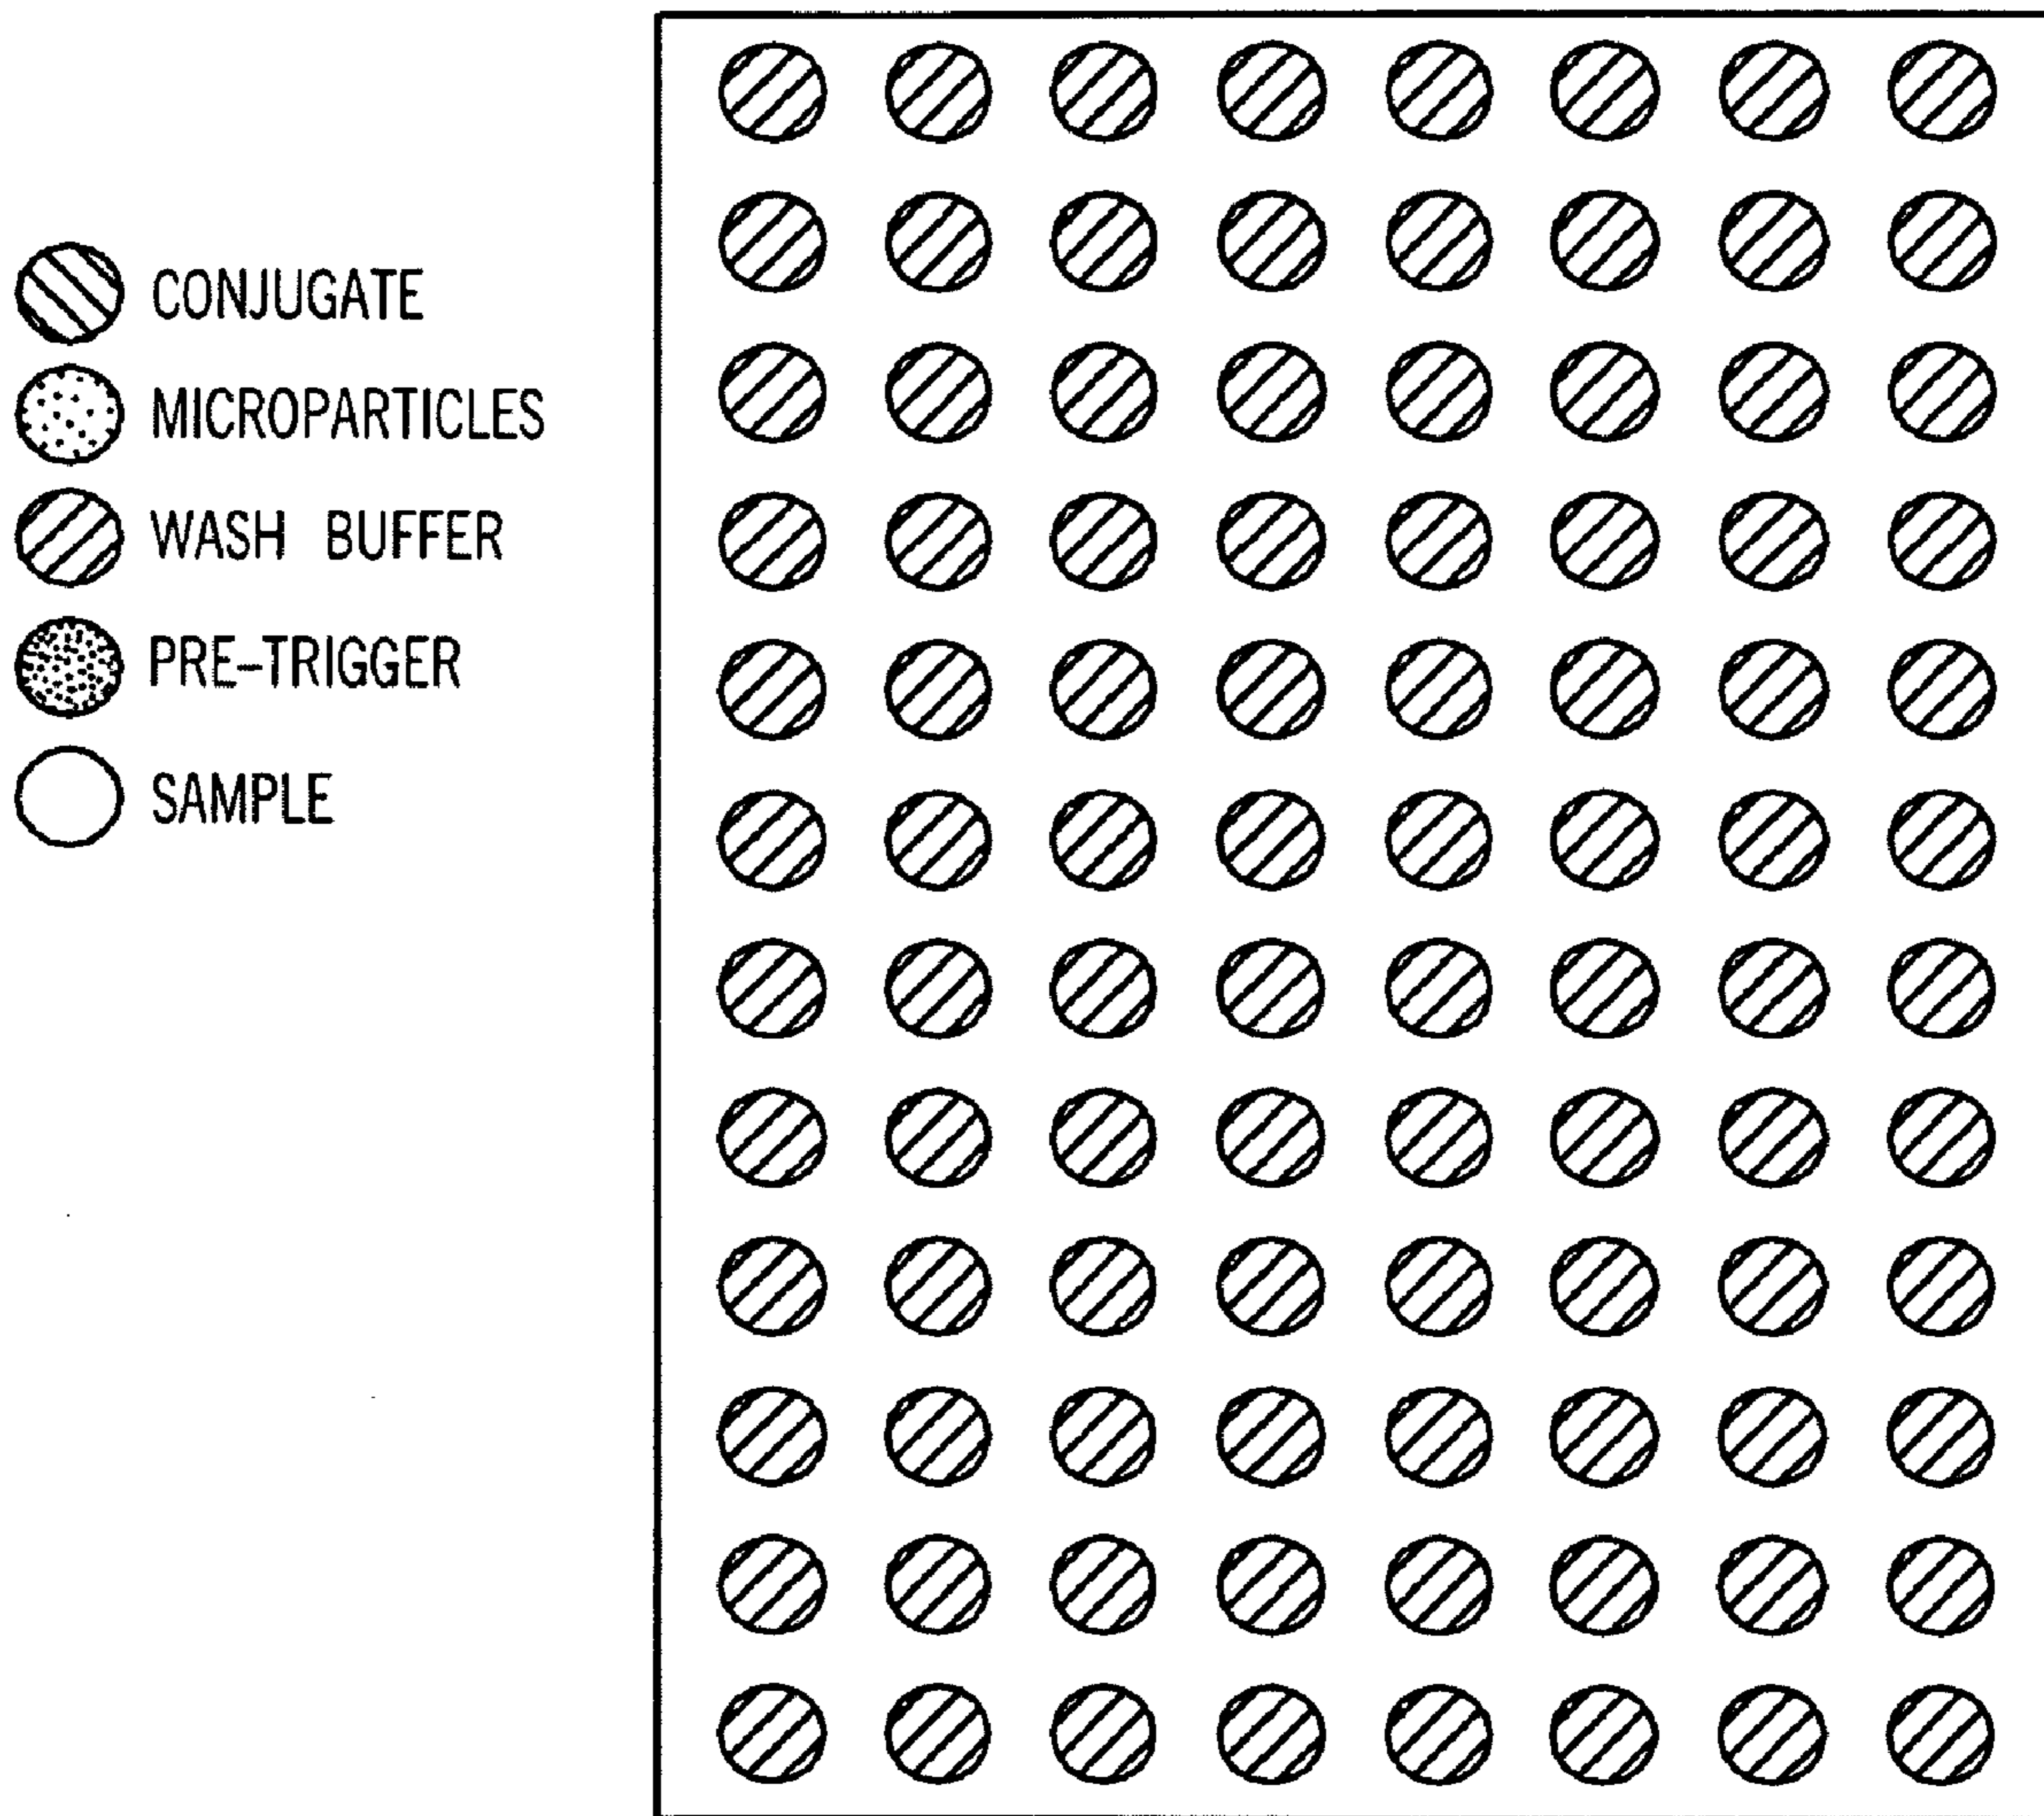 CONJUGATE
MICROPARTICLES
WASH BUFFER
PRE-TRIGGER
SAMPLE